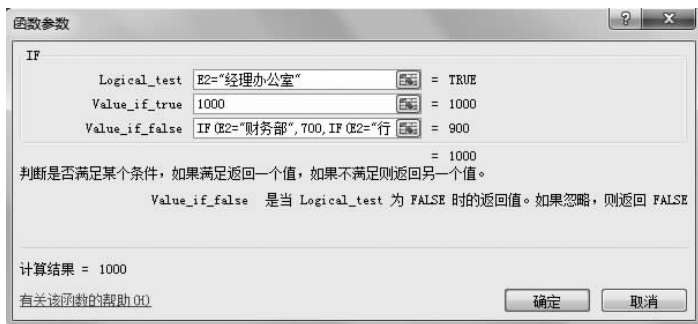 函数参数
IF
Logical_test E2="经理办公室" = TRUE
Value_if_true 1000 = 1000
Value_if_false IF(E2="财务部",700,IF(E2="行 = 900
= 1000
判断是否满足某个条件，如果满足返回一个值，如果不满足则返回另一个值。
Value_if_false 是当 Logical_test 为 FALSE 时的返回值。如果忽略，则返回 FALSE
计算结果 = 1000
有关该函数的帮助(H)
确定 取消